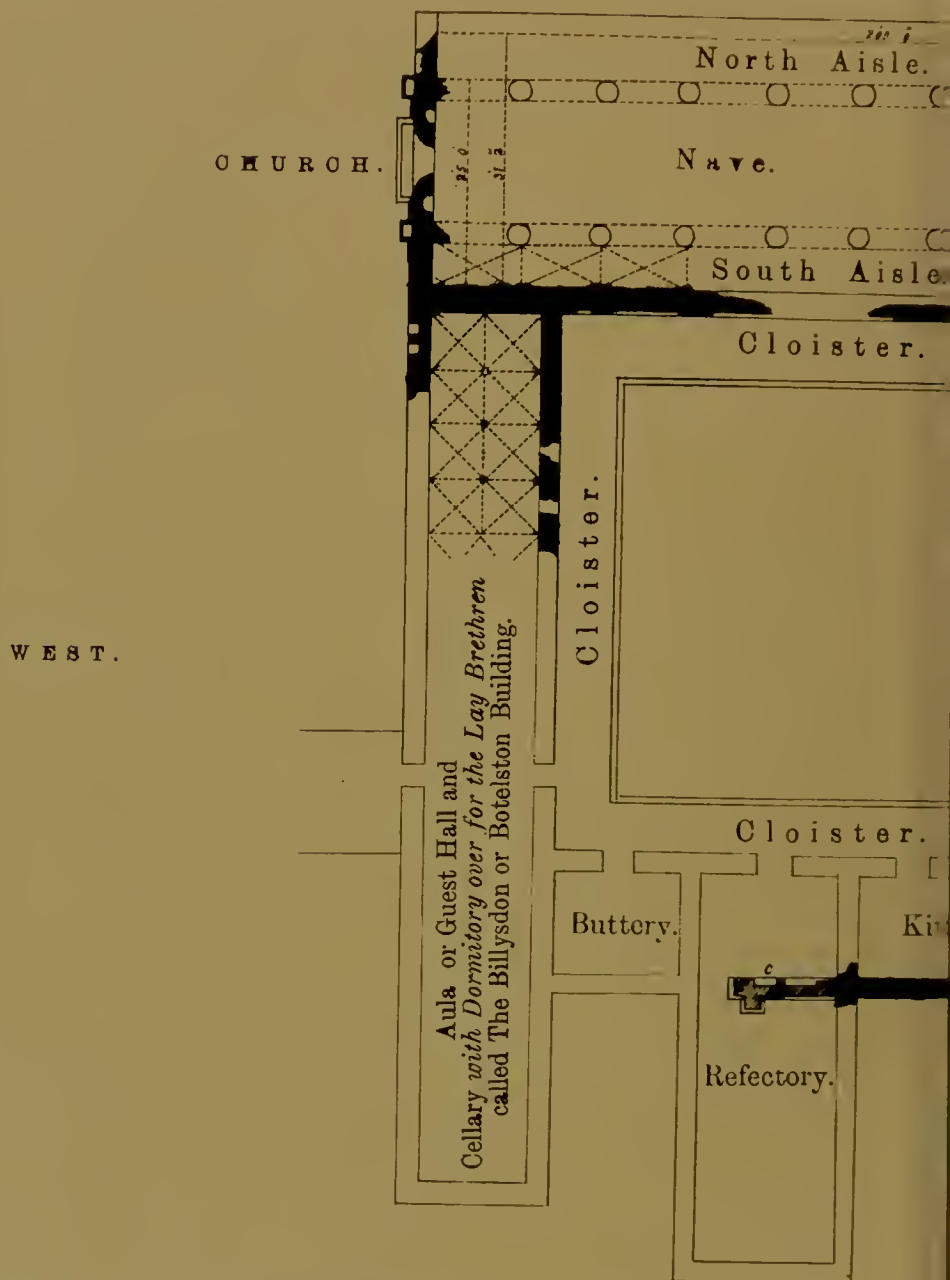 North Aisle.
CHURCH.
Nave.
South Aisle.
Cloister.
Cloister.
WEST.
Aula or Guest Hall and
Cellary with Dormitory over for the Lay Brethren
called The Billysdon or Botelston Building.
Cloister.
Buttery.
C
Refectory.